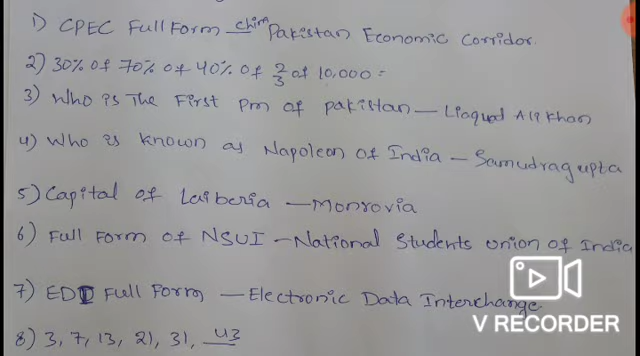 1) CPEC Full Form — China Pakistan Economic Corridor.
2) 30% of 70% of 40% of 2/3 of 10,000 =
3) Who is The First Pm of Pakistan — Liaquat Ali Khan
4) Who is known as Napoleon of India — Samudragupta
5) Capital of Laiberia — Monrovia
6) Full Form of NSUI — National Students union of India
7) EDI Full Form — Electronic Data Interchange
8) 3, 7, 13, 21, 31, 43
V RECORDER